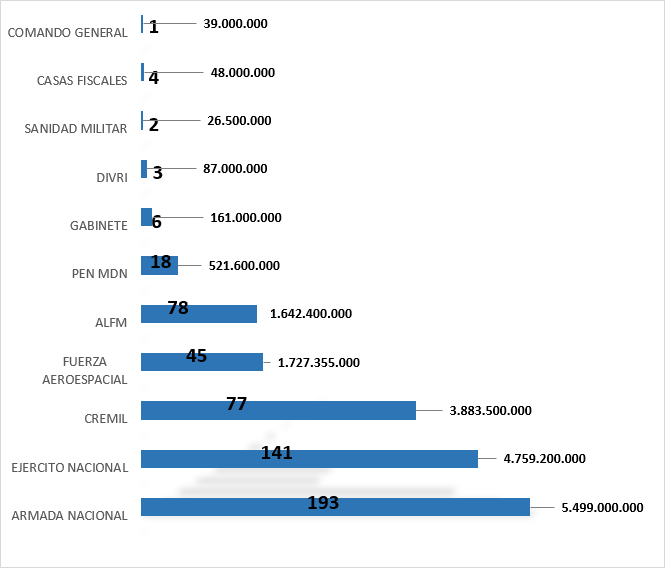 COMANDO GENERAL 1 39.000.000
CASAS FISCALES 4 48.000.000
SANIDAD MILITAR 2 26.500.000
DIVRI 3 87.000.000
GABINETE 6 161.000.000
PEN MDN 18 521.600.000
ALFM 78 1.642.400.000
FUERZA
AEROESPACIAL 45 1.727.355.000
CREMIL 77 3.883.500.000
EJERCITO NACIONAL 141 4.759.200.000
ARMADA NACIONAL 193 5.499.000.000